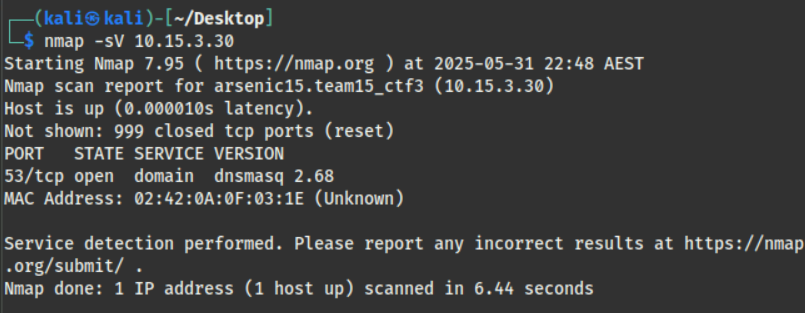 ┌──(kali㉿kali)-[~/Desktop]
└─$ nmap -sV 10.15.3.30
Starting Nmap 7.95 ( https://nmap.org ) at 2025-05-31 22:48 AEST
Nmap scan report for arsenic15.team15_ctf3 (10.15.3.30)
Host is up (0.000010s latency).
Not shown: 999 closed tcp ports (reset)
PORT   STATE SERVICE VERSION
53/tcp open  domain  dnsmasq 2.68
MAC Address: 02:42:0A:0F:03:1E (Unknown)

Service detection performed. Please report any incorrect results at https://nmap
.org/submit/ .
Nmap done: 1 IP address (1 host up) scanned in 6.44 seconds